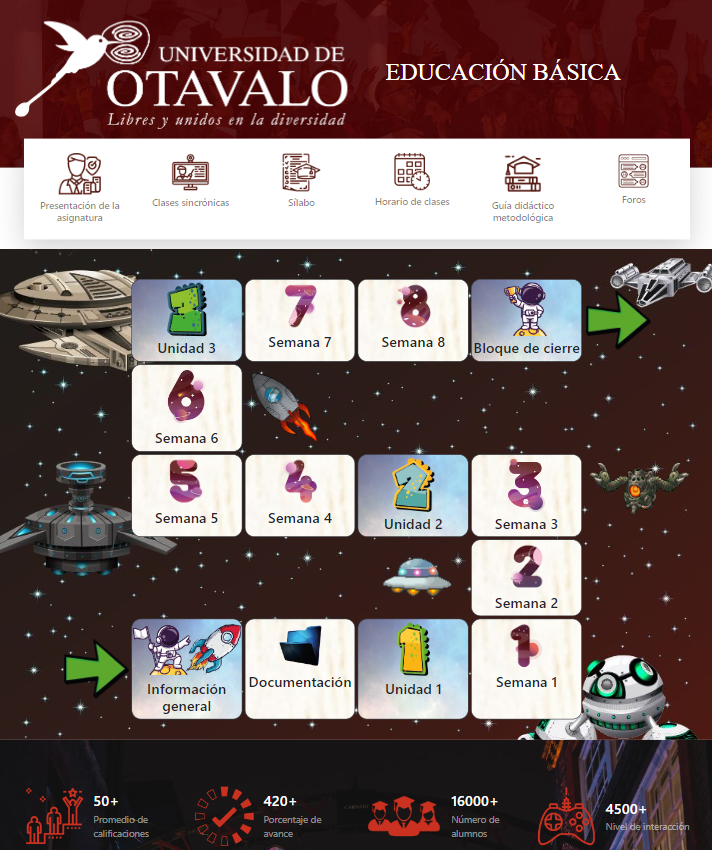 UNIVERSIDAD DE
OTAVALO
Libres y unidos en la diversidad
EDUCACIÓN BÁSICA
Presentación de la
asignatura
Clases sincrónicas
Sílabo
Horario de clases
Guía didáctico
metodológica
Foros
3
Unidad 3
7
Semana 7
8
Semana 8
Bloque de cierre
6
Semana 6
5
Semana 5
4
Semana 4
2
Unidad 2
3
Semana 3
2
Semana 2
Información
general
Documentación
1
Unidad 1
1
Semana 1
50+
Promedio de
calificaciones
420+
Porcentaje de
avance
16000+
Número de
alumnos
4500+
Nivel de interacción